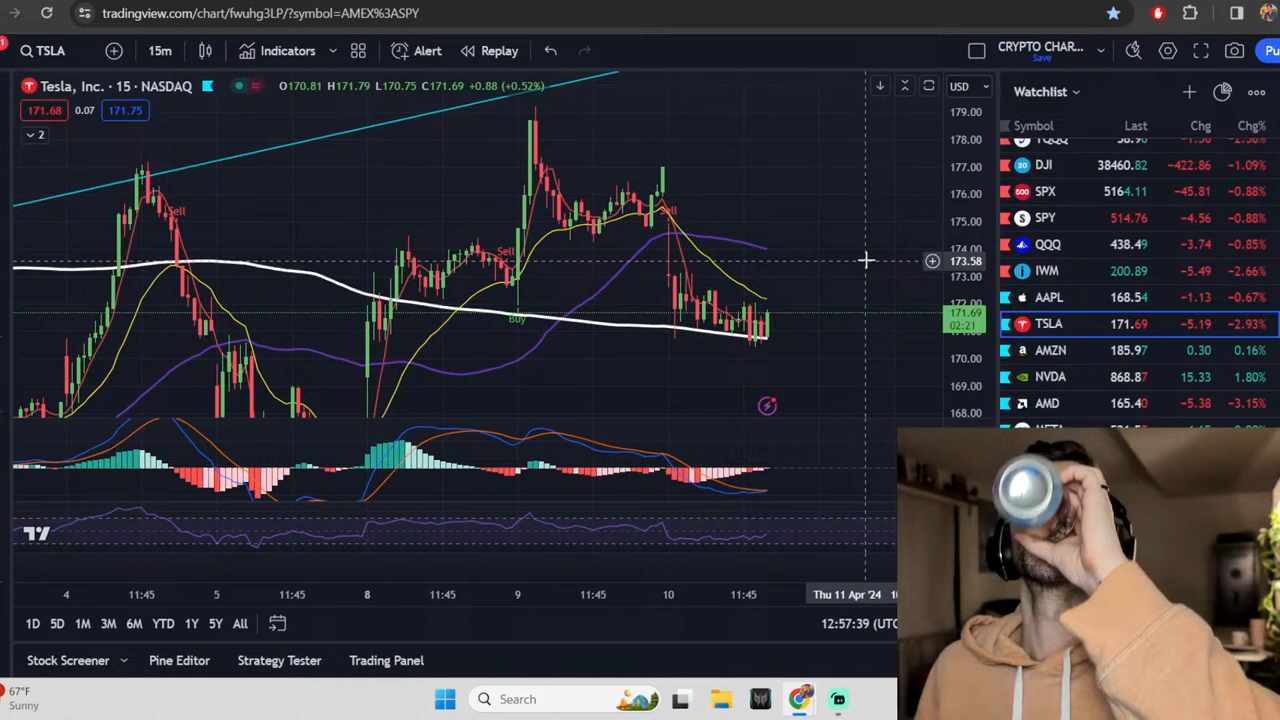 tradingview.com/chart/fwuhg3LP/?symbol=AMEX%3ASPY
TSLA
15m
Indicators
Alert
Replay
CRYPTO CHAR...
Save
Pu
Tesla, Inc. · 15 · NASDAQ
O170.81 H171.79 L170.75 C171.69 +0.88 (+0.52%)
171.68 0.07 171.75
2
USD
179.00
178.00
177.00
176.00
175.00
174.00
173.58
173.00
172.00
171.69
02:21
170.00
169.00
168.00
Sell
Sell
Sell
Buy
4 11:45 5 11:45 8 11:45 9 11:45 10 11:45
Thu 11 Apr '24
1D 5D 1M 3M 6M YTD 1Y 5Y All
12:57:39 (UTC
Stock Screener
Pine Editor
Strategy Tester
Trading Panel
Watchlist
Symbol Last Chg Chg%
DJI 38460.82 −422.86 −1.09%
SPX 5164.11 −45.81 −0.88%
SPY 514.76 −4.56 −0.88%
QQQ 438.49 −3.74 −0.85%
IWM 200.89 −5.49 −2.66%
AAPL 168.54 −1.13 −0.67%
TSLA 171.69 −5.19 −2.93%
AMZN 185.97 0.30 0.16%
NVDA 868.87 15.33 1.80%
AMD 165.40 −5.38 −3.15%
67°F
Sunny
Search